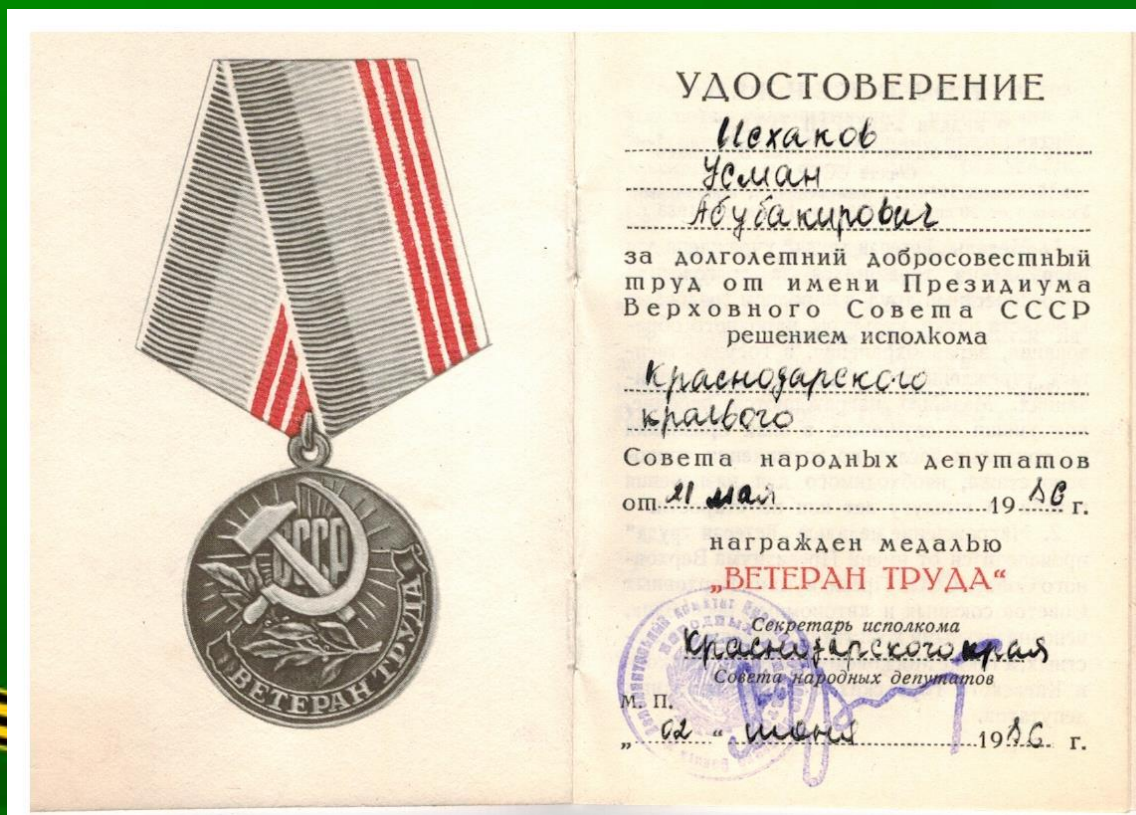 СССР
ВЕТЕРАН ТРУДА
УДОСТОВЕРЕНИЕ
Исхаков
Усман
Абубакирович
за долголетний добросовестный
труд от имени Президиума
Верховного Совета СССР
решением исполкома
Краснодарского
краевого
Совета народных депутатов
от 21 мая 1986 г.
награжден медалью
„ВЕТЕРАН ТРУДА“
Секретарь исполкома
Краснодарского края
Совета народных депутатов
М. П.
„ 02 “ июня 1986 г.